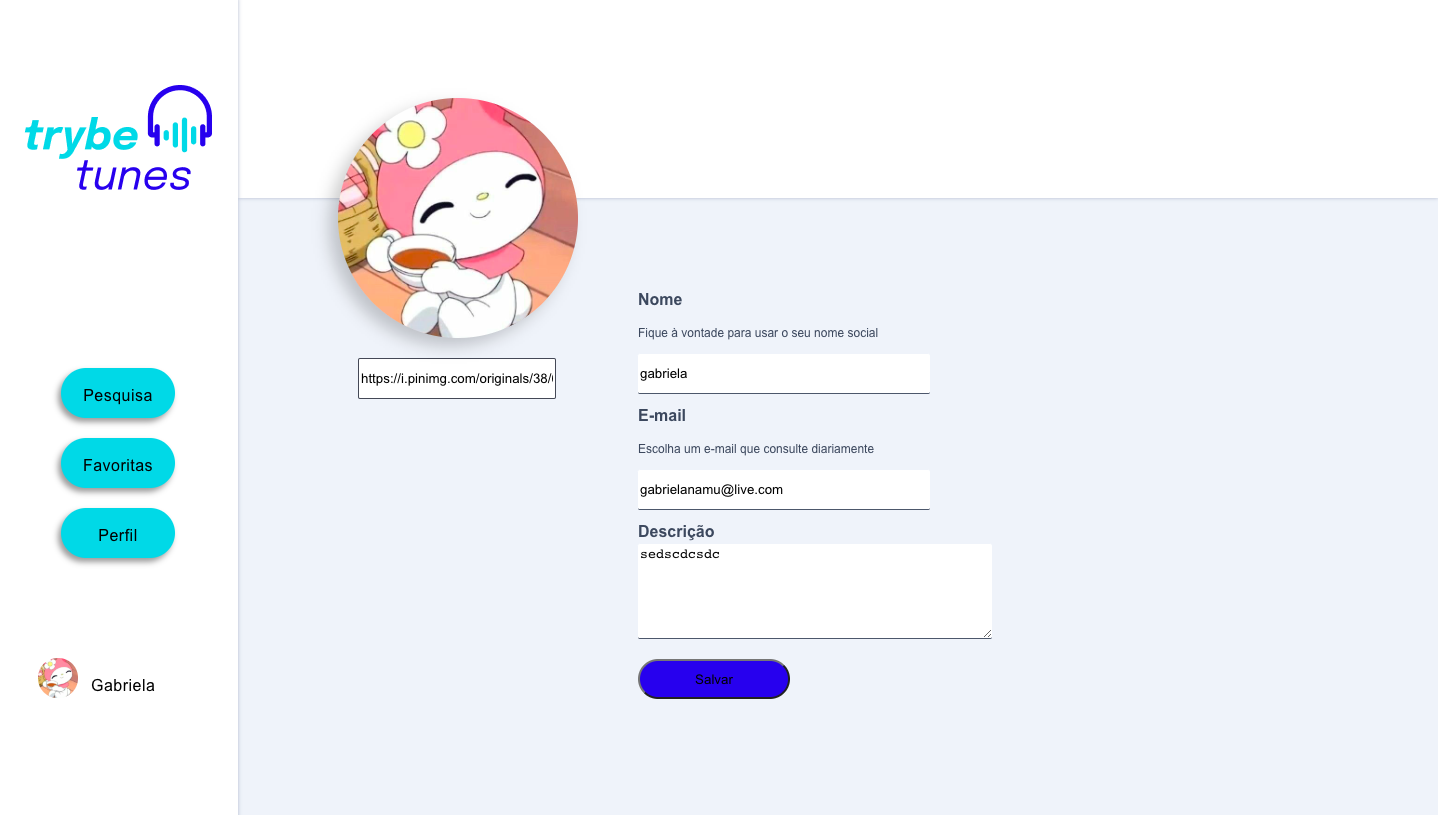 trybe
tunes
Pesquisa
Favoritas
Perfil
Gabriela
https://i.pinimg.com/originals/38/
Nome
Fique à vontade para usar o seu nome social
gabriela
E-mail
Escolha um e-mail que consulte diariamente
gabrielanamu@live.com
Descrição
sedscdcsdc
Salvar